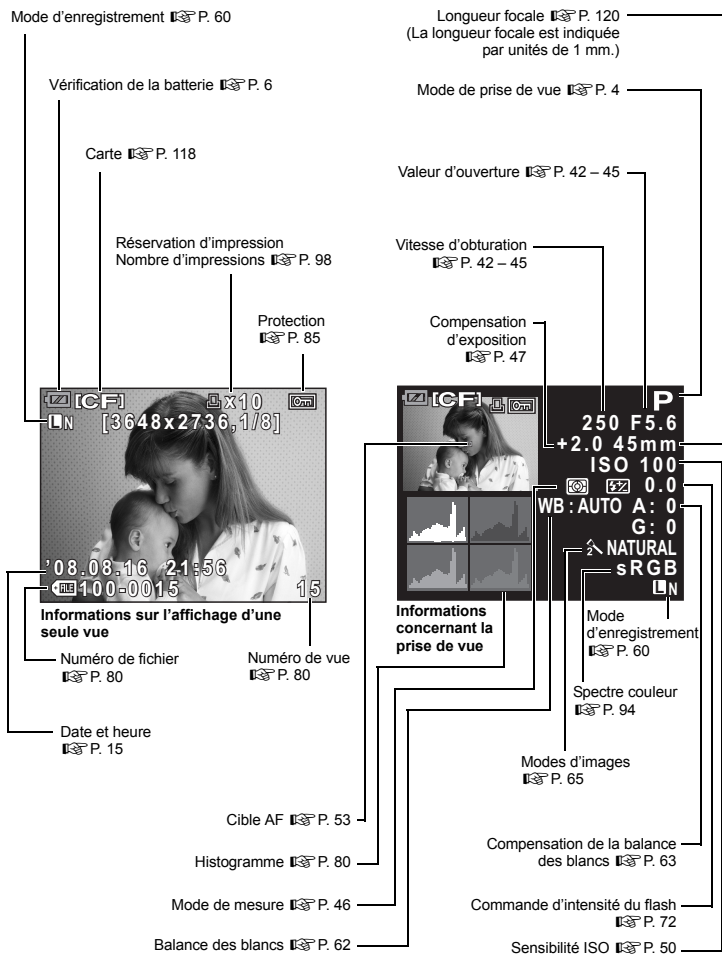 Mode d'enregistrement ☞ P. 60
Vérification de la batterie ☞ P. 6
Carte ☞ P. 118
Réservation d'impression
Nombre d'impressions ☞ P. 98
Protection
☞ P. 85
[CF] x10
LN [3648x2736,1/8]
'08.08.16 21:56
FILE 100-0015 15
Informations sur l'affichage d'une
seule vue
Numéro de fichier
☞ P. 80
Numéro de vue
☞ P. 80
Date et heure
☞ P. 15
Longueur focale ☞ P. 120
(La longueur focale est indiquée
par unités de 1 mm.)
Mode de prise de vue ☞ P. 4
Valeur d'ouverture ☞ P. 42 – 45
Vitesse d'obturation
☞ P. 42 – 45
Compensation
d'exposition
☞ P. 47
[CF] P
250 F5.6
+2.0 45mm
ISO 100
0.0
WB : AUTO A: 0
G: 0
2 NATURAL
sRGB
LN
Informations
concernant la
prise de vue
Mode
d'enregistrement
☞ P. 60
Spectre couleur
☞ P. 94
Modes d'images
☞ P. 65
Cible AF ☞ P. 53
Histogramme ☞ P. 80
Mode de mesure ☞ P. 46
Balance des blancs ☞ P. 62
Compensation de la balance
des blancs ☞ P. 63
Commande d'intensité du flash
☞ P. 72
Sensibilité ISO ☞ P. 50